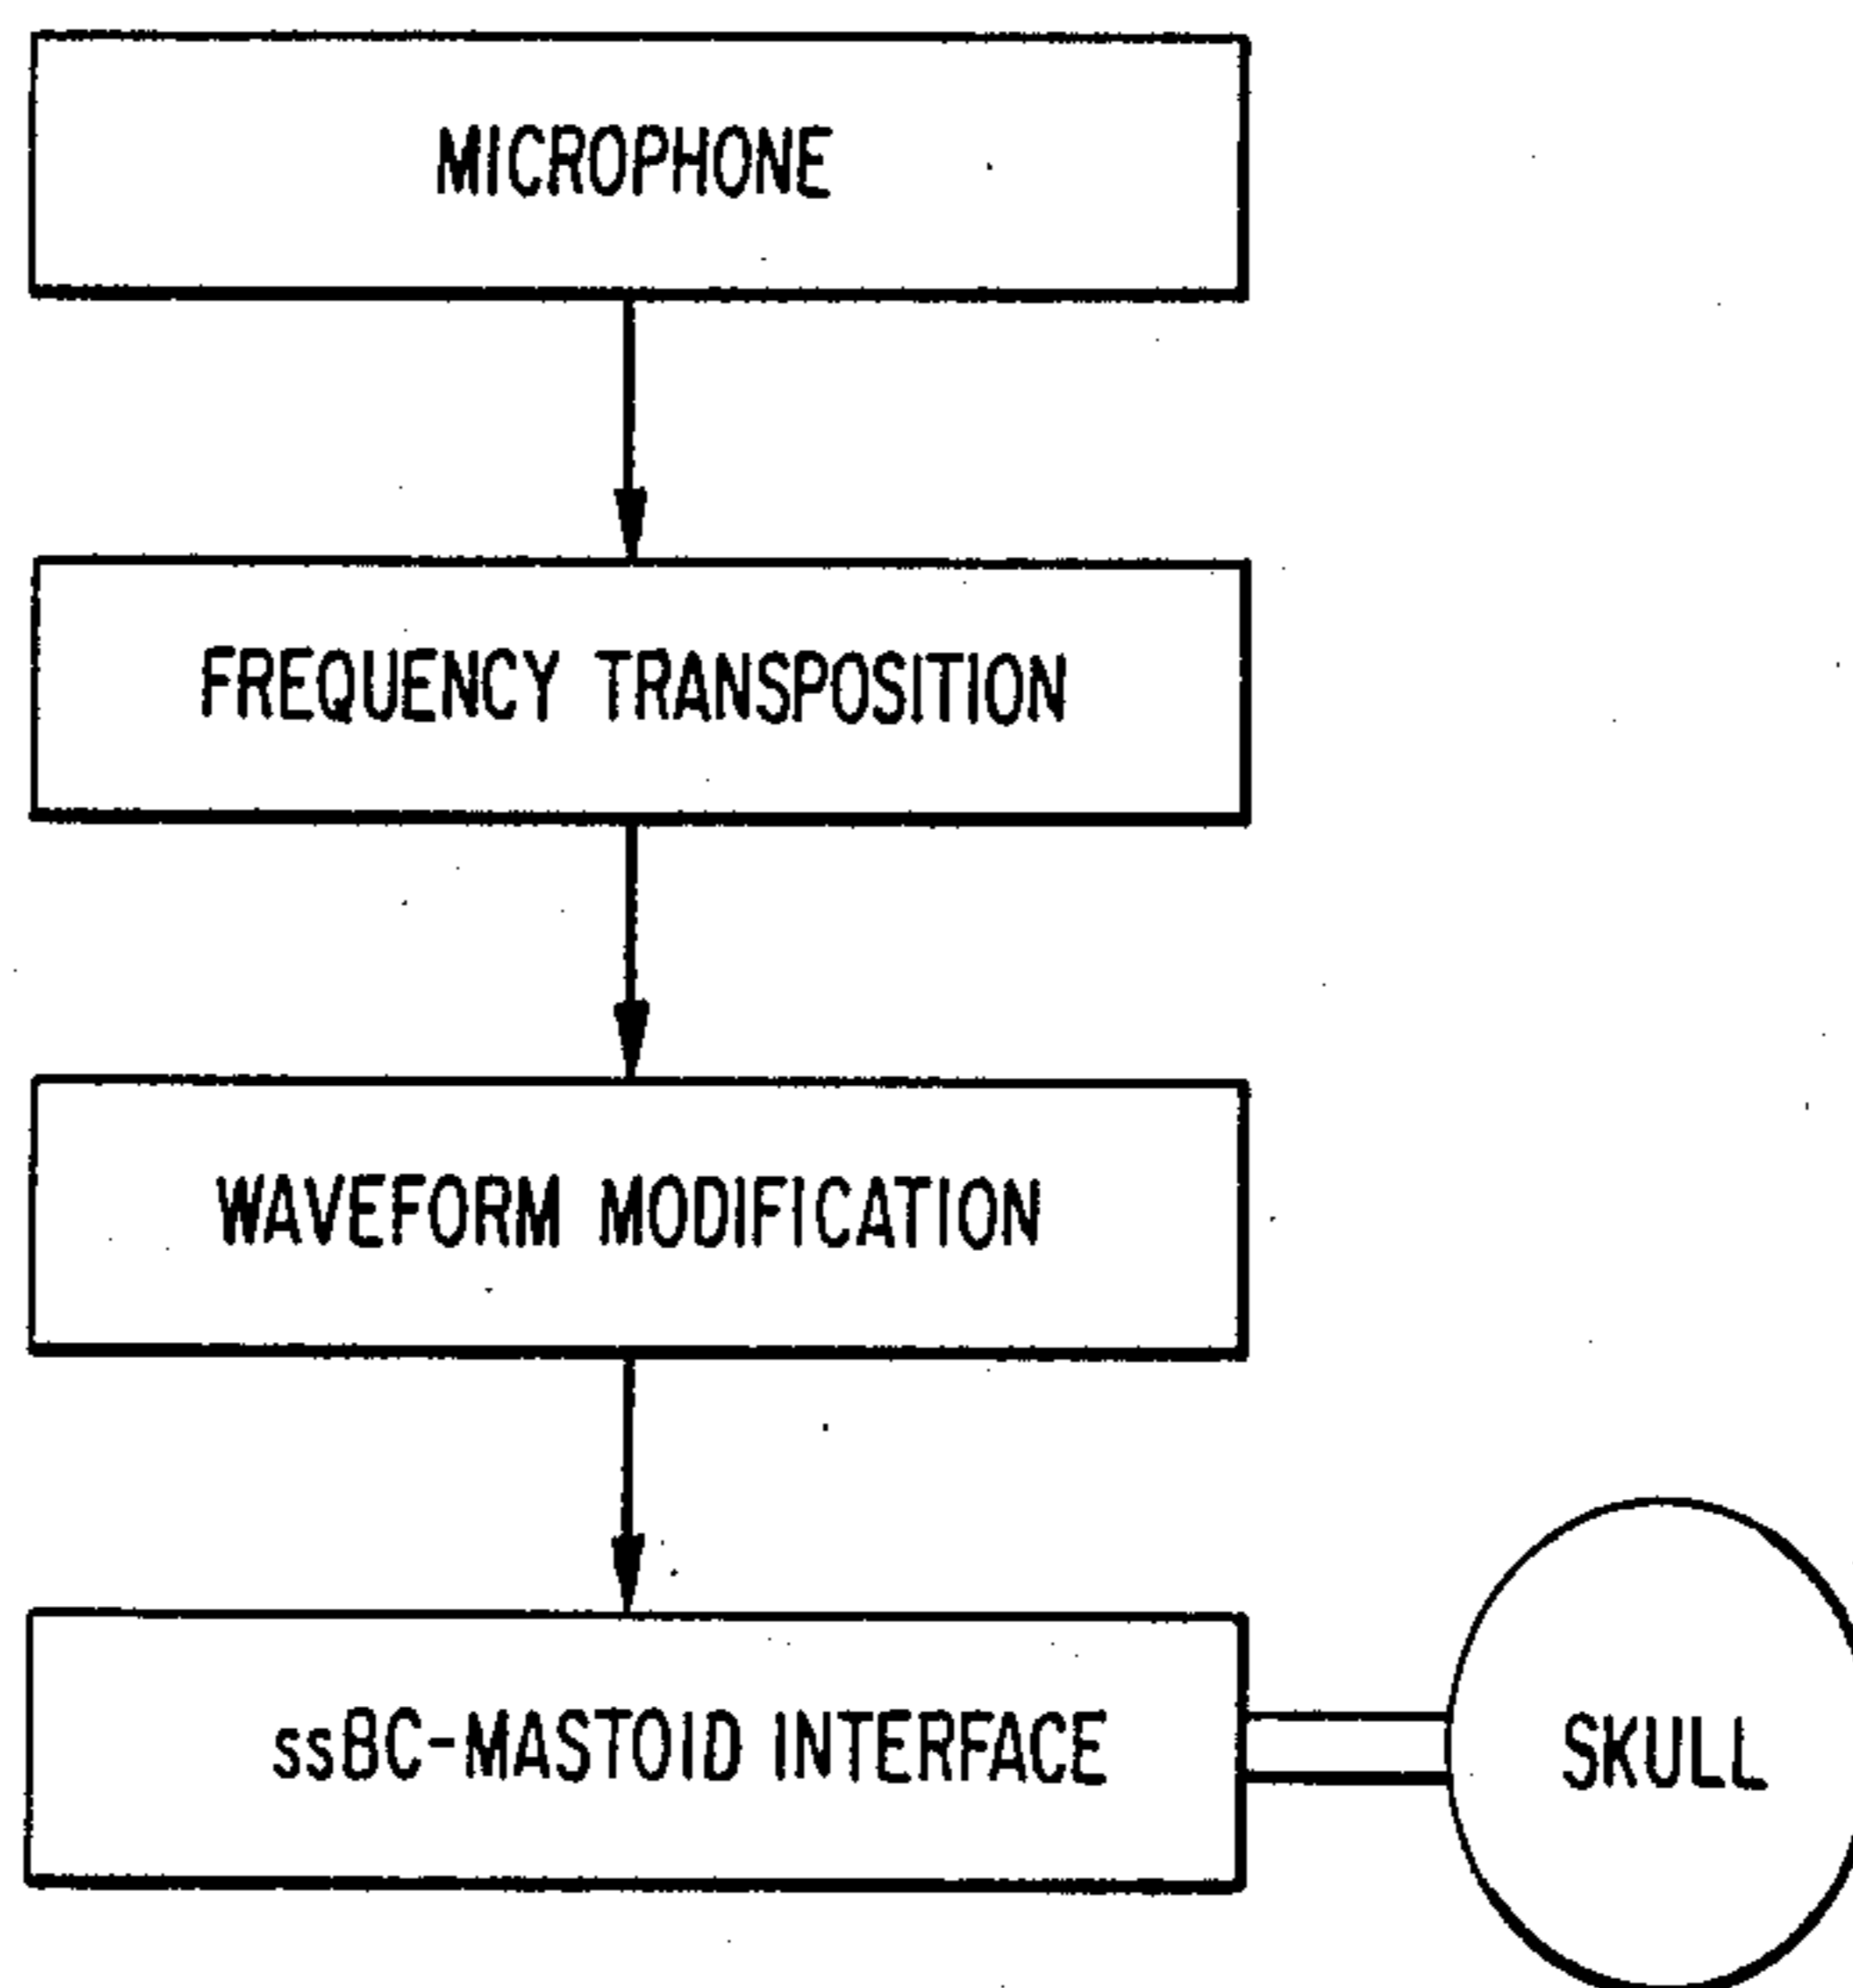 MICROPHONE
FREQUENCY TRANSPOSITION
WAVEFORM MODIFICATION
ssBC-MASTOID INTERFACE
SKULL